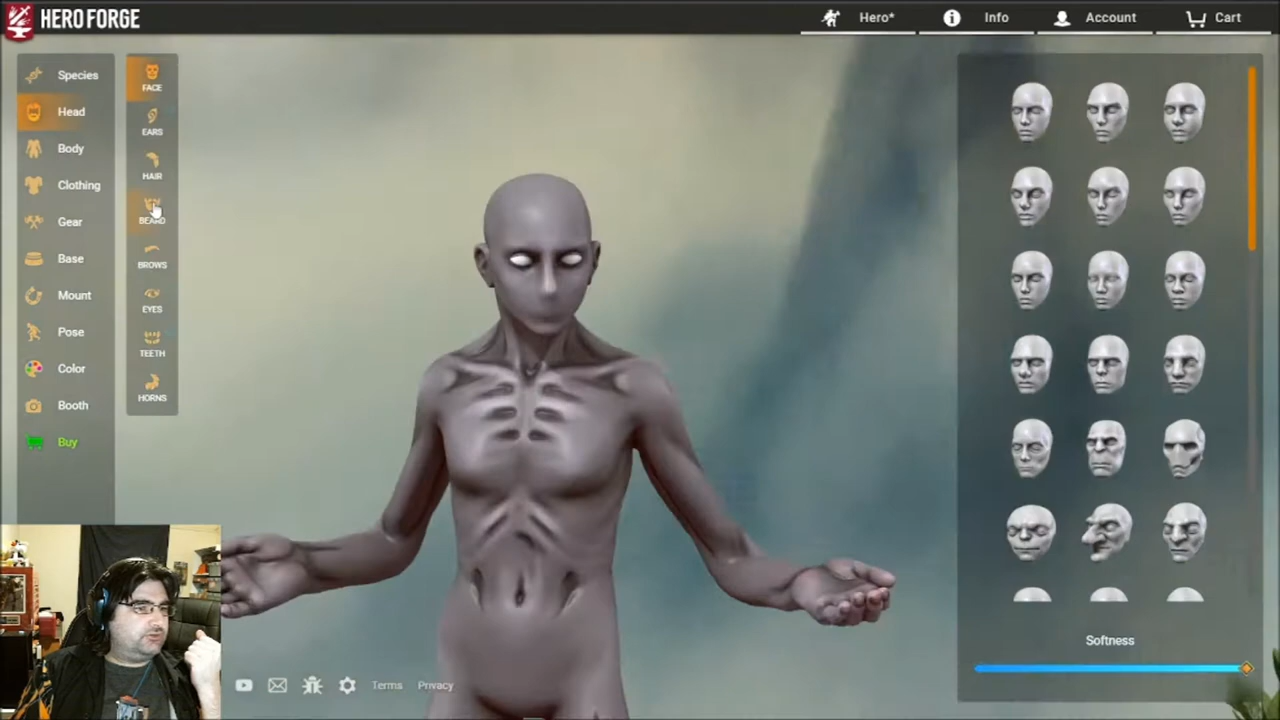 HERO FORGE
Hero*
Info
Account
Cart
Species
Head
Body
Clothing
Gear
Base
Mount
Pose
Color
Booth
Buy
FACE
EARS
HAIR
BEARD
BROWS
EYES
TEETH
HORNS
Softness
Terms
Privacy